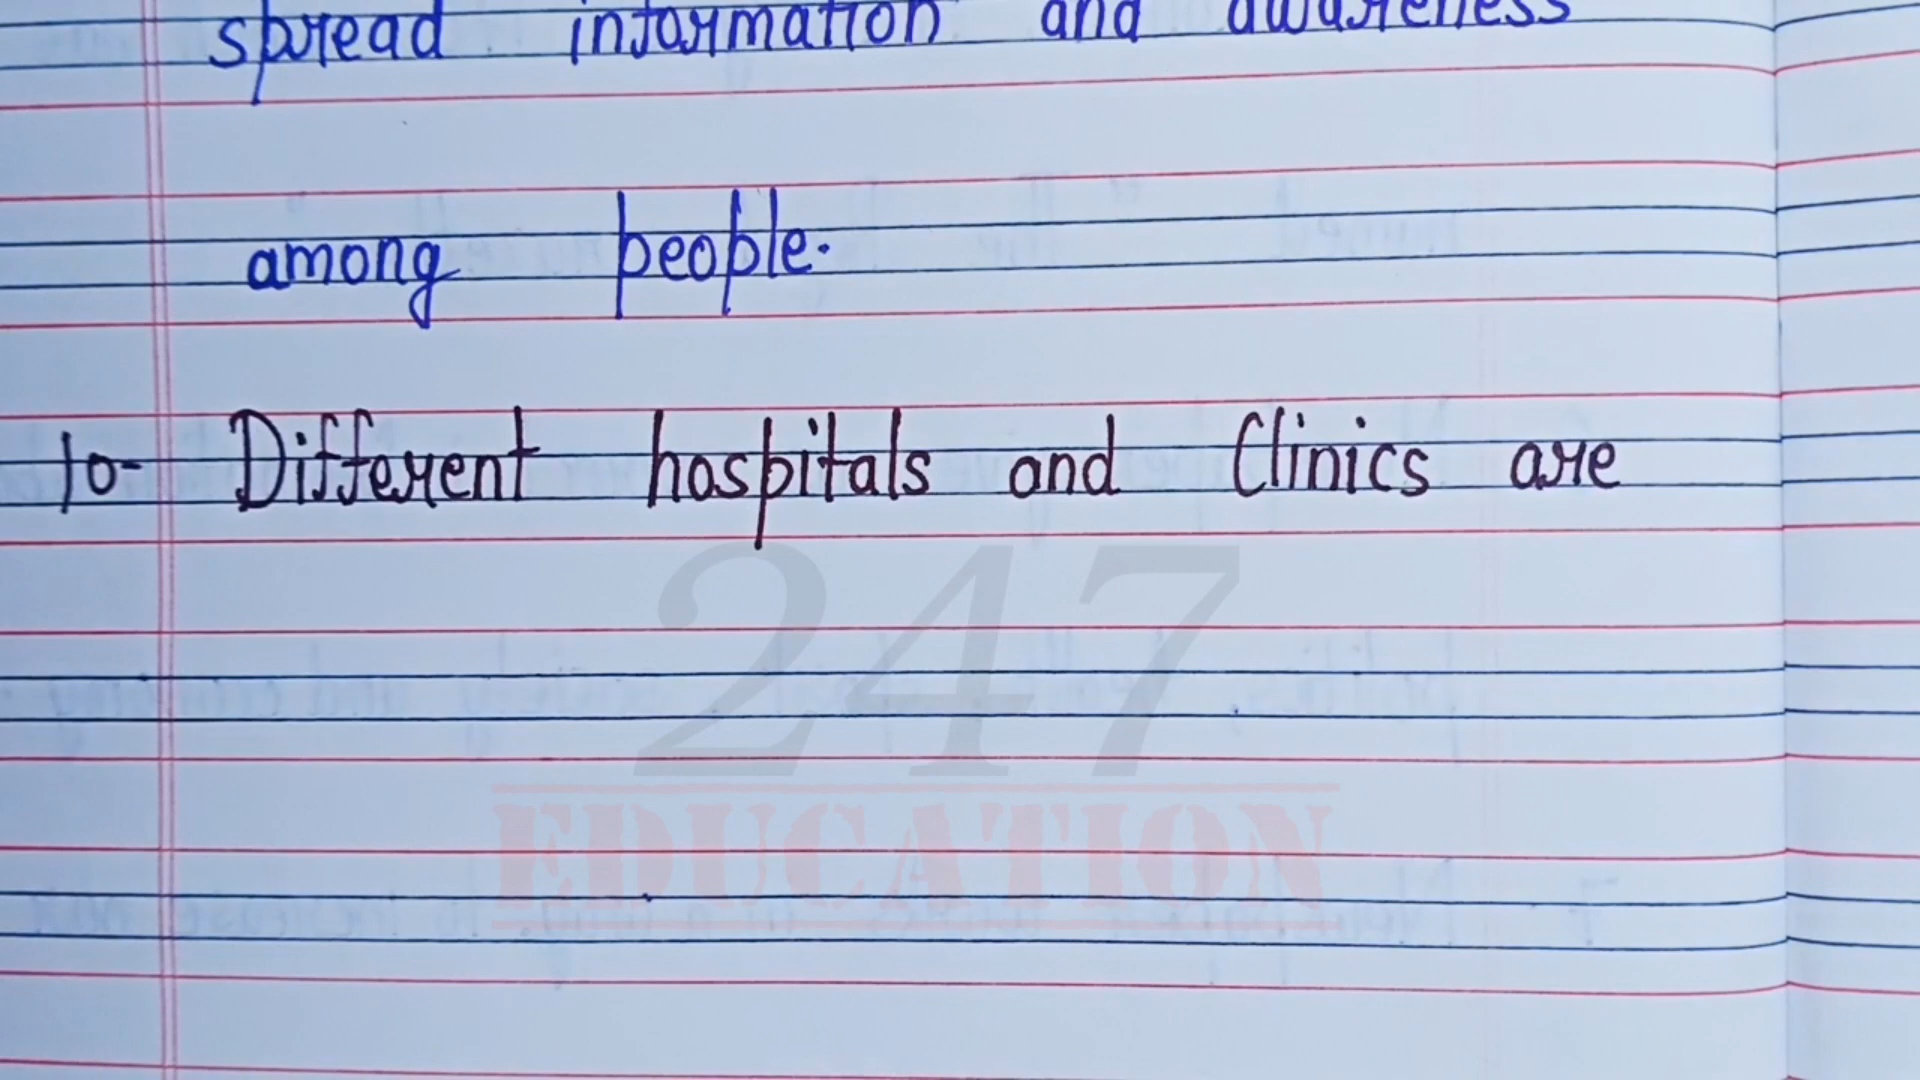 spread information and awareness
among people.
10- Different hospitals and Clinics are
247
EDUCATION